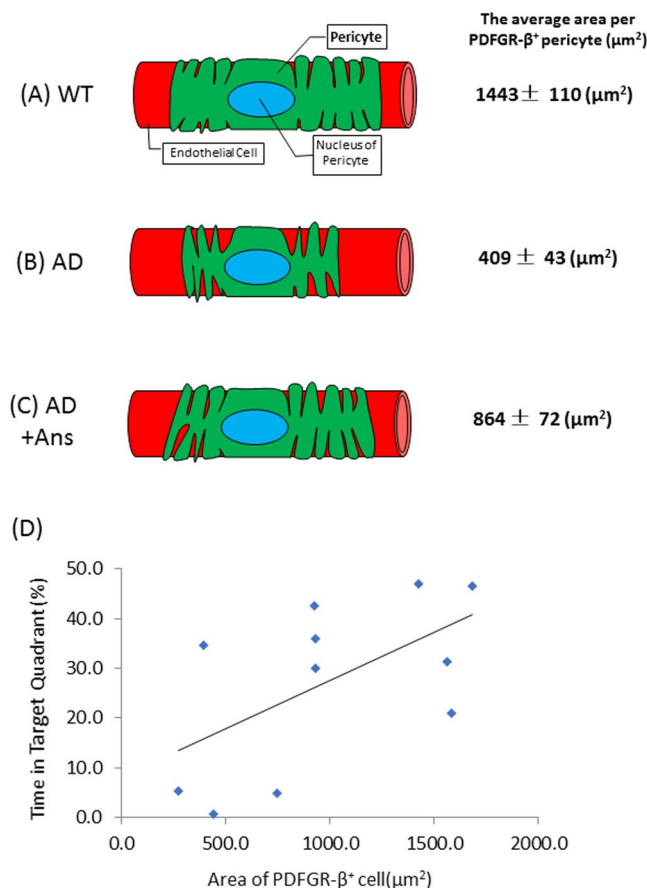 The average area per
PDFGR-β⁺ pericyte (μm²)
Pericyte
(A) WT
1443 ± 110 (μm²)
Endothelial Cell
Nucleus of
Pericyte
(B) AD
409 ± 43 (μm²)
(C) AD
+Ans
864 ± 72 (μm²)
(D)
Time in Target Quadrant (%)
50.0
40.0
30.0
20.0
10.0
0.0
0.0 500.0 1000.0 1500.0 2000.0
Area of PDFGR-β⁺ cell(μm²)